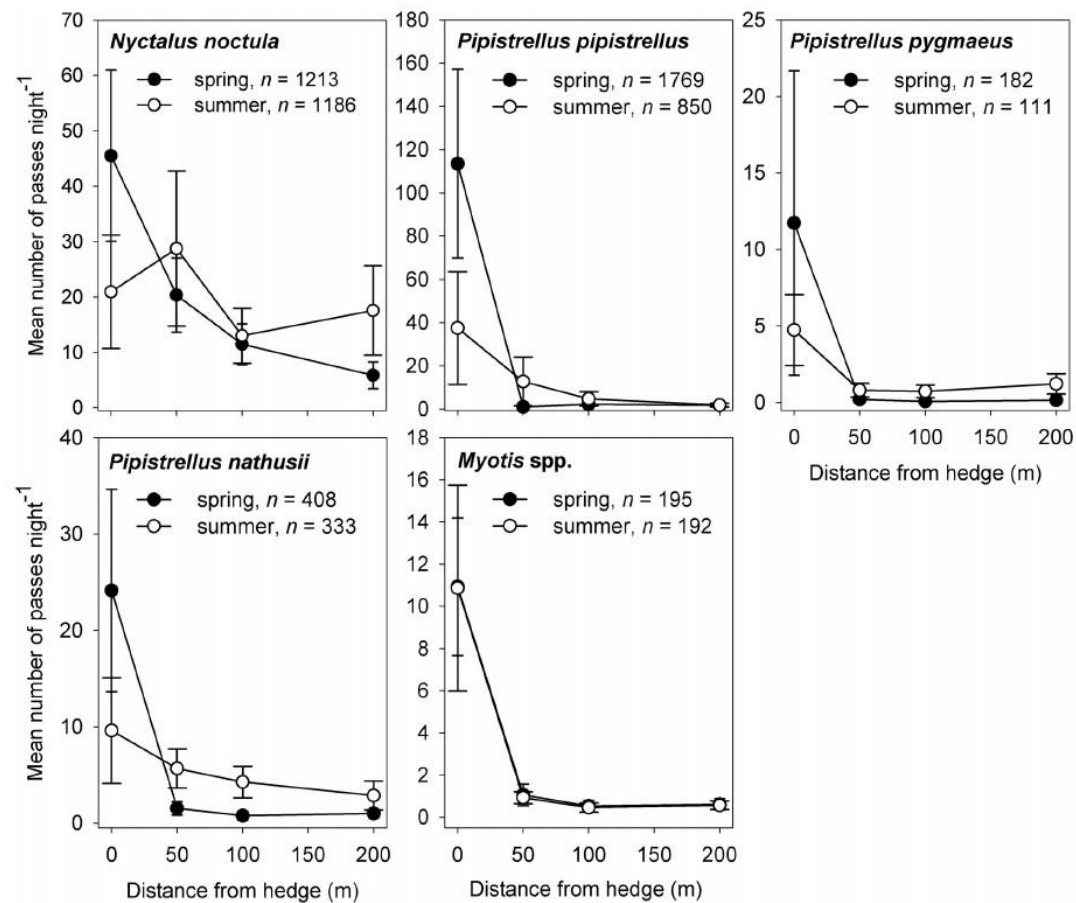 Nyctalus noctula
spring, n = 1213
summer, n = 1186
70
60
50
40
30
20
10
0
Mean number of passes night⁻¹
Pipistrellus pipistrellus
spring, n = 1769
summer, n = 850
180
160
140
120
100
80
60
40
20
0
Pipistrellus pygmaeus
spring, n = 182
summer, n = 111
25
20
15
10
5
0
0 50 100 200
Distance from hedge (m)
Pipistrellus nathusii
spring, n = 408
summer, n = 333
40
30
20
10
0
Mean number of passes night⁻¹
0 50 100 200
Distance from hedge (m)
Myotis spp.
spring, n = 195
summer, n = 192
18
16
14
12
10
8
6
4
2
0
0 50 100 200
Distance from hedge (m)